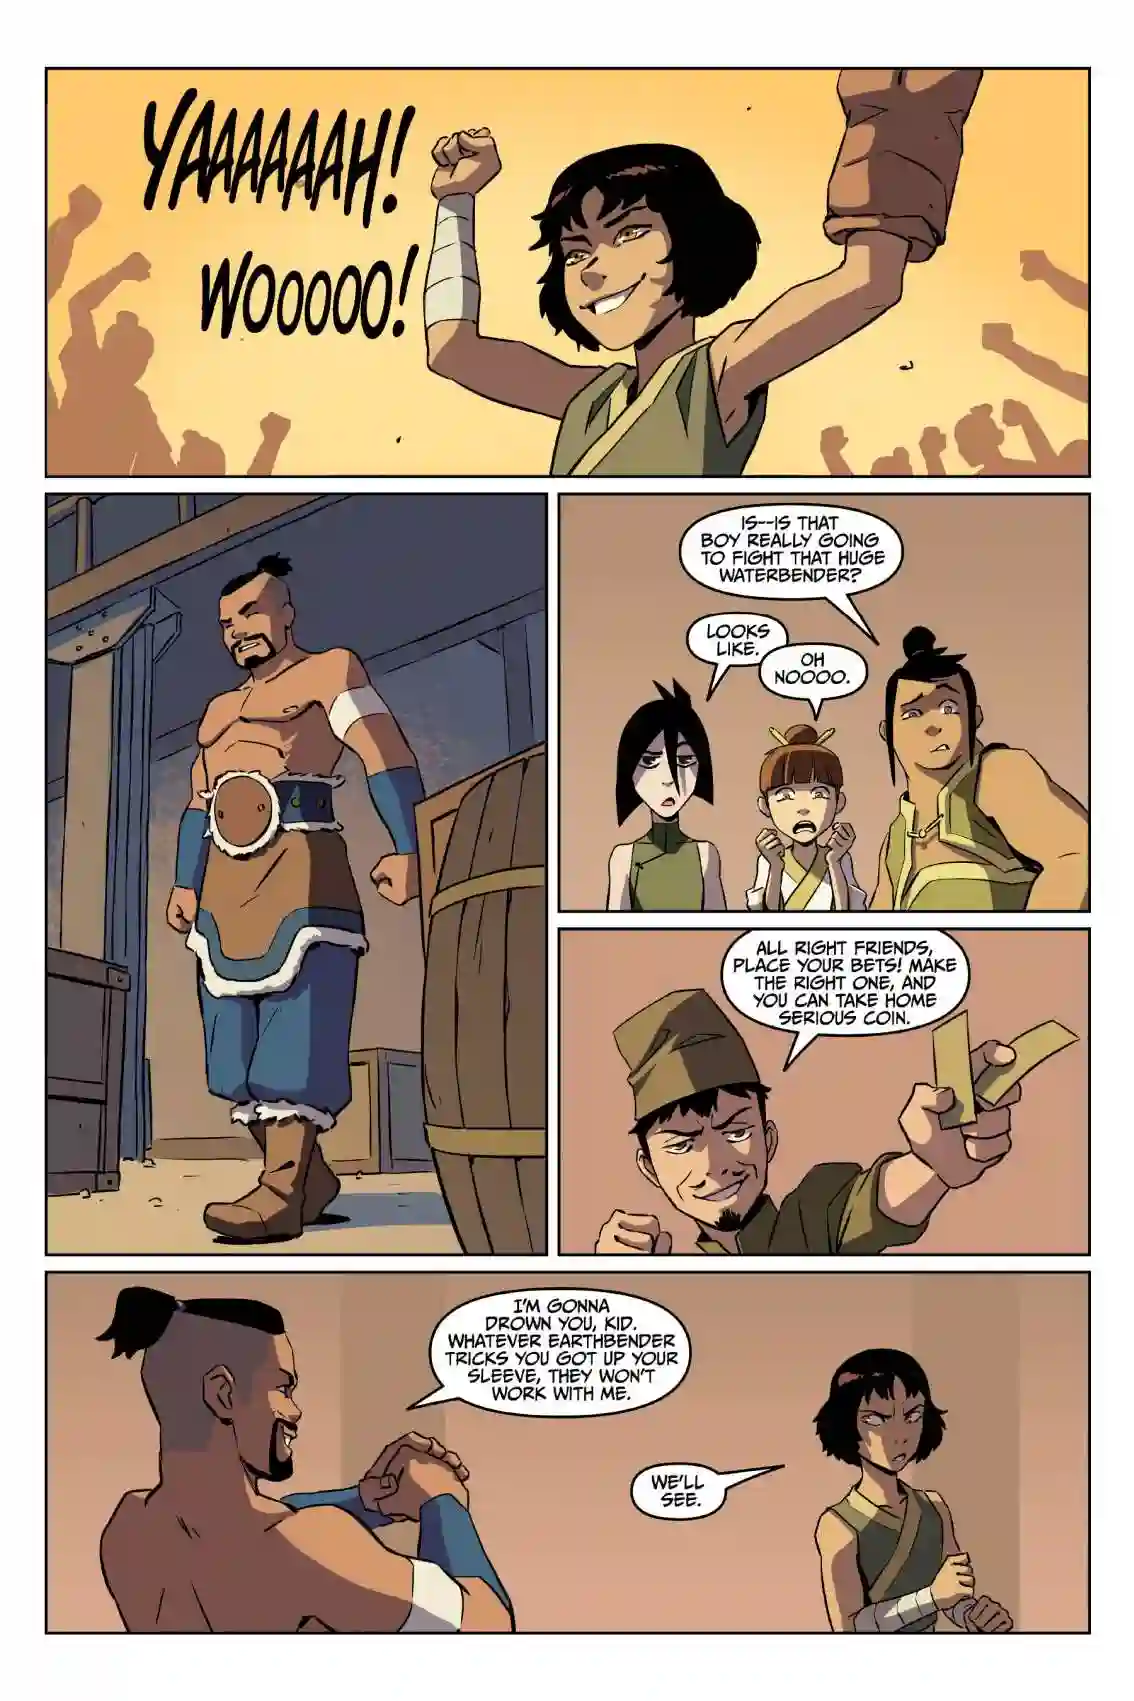 YAAAAAAH!
WOOOOO!
IS--IS THAT
BOY REALLY GOING
TO FIGHT THAT HUGE
WATERBENDER?
LOOKS
LIKE.
OH
NOOOO.
ALL RIGHT FRIENDS,
PLACE YOUR BETS! MAKE
THE RIGHT ONE, AND
YOU CAN TAKE HOME
SERIOUS COIN.
I'M GONNA
DROWN YOU, KID.
WHATEVER EARTHBENDER
TRICKS YOU GOT UP YOUR
SLEEVE, THEY WON'T
WORK WITH ME.
WE'LL
SEE.